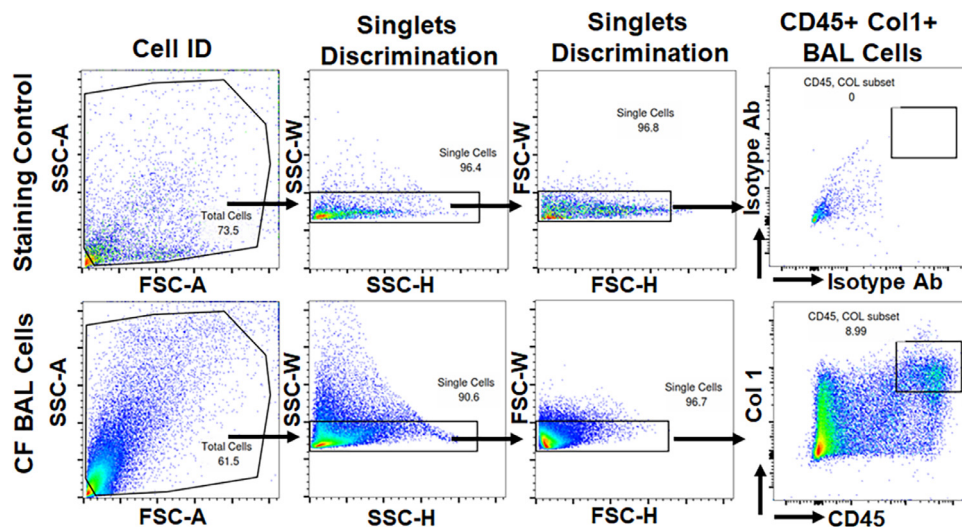 Cell ID
Singlets
Discrimination
Singlets
Discrimination
CD45+ Col1+
BAL Cells
Staining Control
SSC-A
Total Cells
73.5
FSC-A
SSC-W
Single Cells
96.4
SSC-H
FSC-W
Single Cells
96.8
FSC-H
Isotype Ab
CD45, COL subset
0
Isotype Ab
CF BAL Cells
SSC-A
Total Cells
61.5
FSC-A
SSC-W
Single Cells
90.6
SSC-H
FSC-W
Single Cells
96.7
FSC-H
Col 1
CD45, COL subset
8.99
CD45